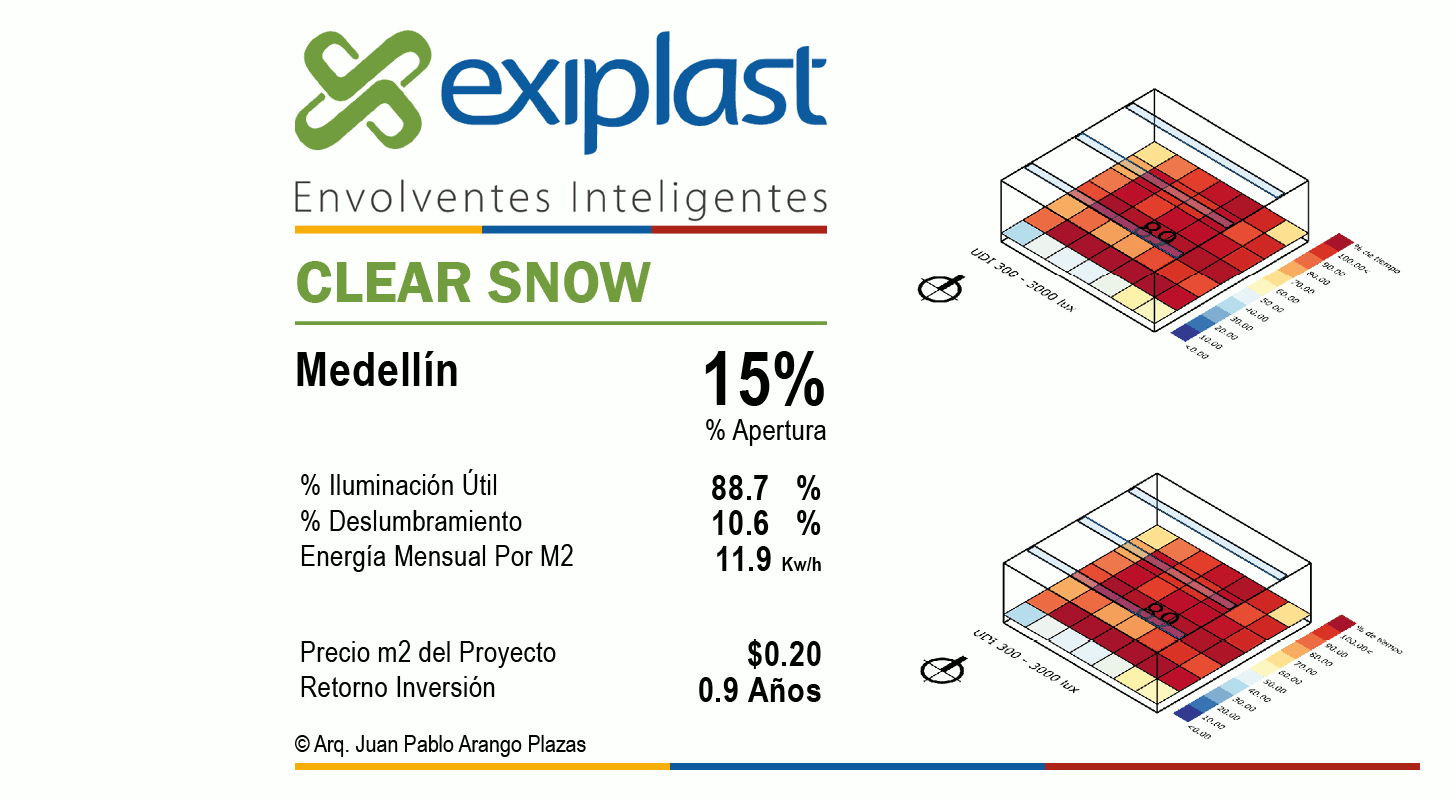 exiplast
Envolventes Inteligentes
CLEAR SNOW
Medellín
15%
% Apertura
% Iluminación Útil 88.7 %
% Deslumbramiento 10.6 %
Energía Mensual Por M2 11.9 Kw/h
Precio m2 del Proyecto $0.20
Retorno Inversión 0.9 Años
© Arq. Juan Pablo Arango Plazas
89
UDI 300 - 3000 lux
% de tiempo
100.00<
90.00
80.00
70.00
60.00
50.00
40.00
30.00
20.00
10.00
<0.00
89
UDI 300 - 3000 lux
% de tiempo
100.00<
90.00
80.00
70.00
60.00
50.00
40.00
30.00
20.00
10.00
<0.00